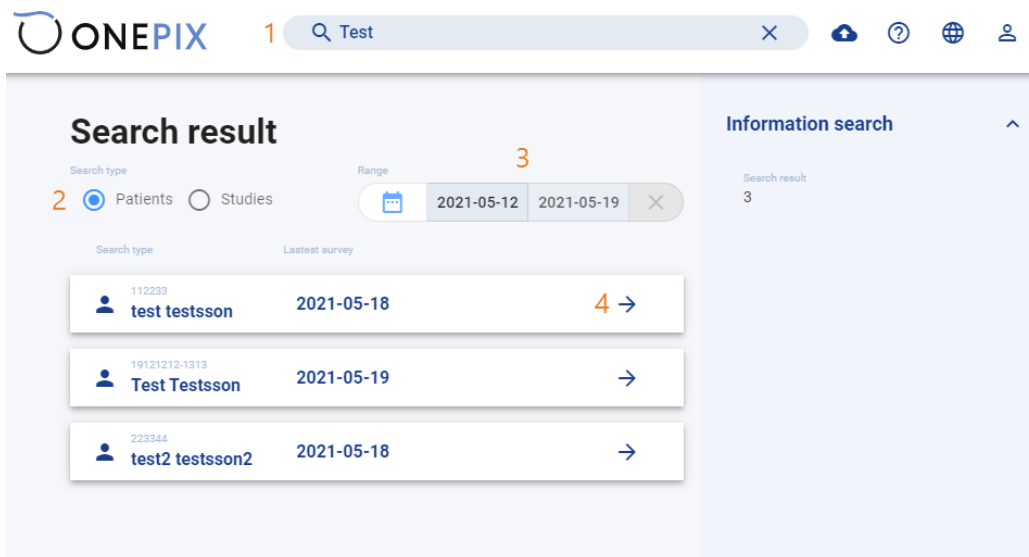 ONEPIX 1 Test
Search result
Search type
2 Patients Studies
3
Range
2021-05-12 2021-05-19
Search type Lastest survey
112233
test testsson 2021-05-18 4
19121212-1313
Test Testsson 2021-05-19
223344
test2 testsson2 2021-05-18
Information search
Search result
3